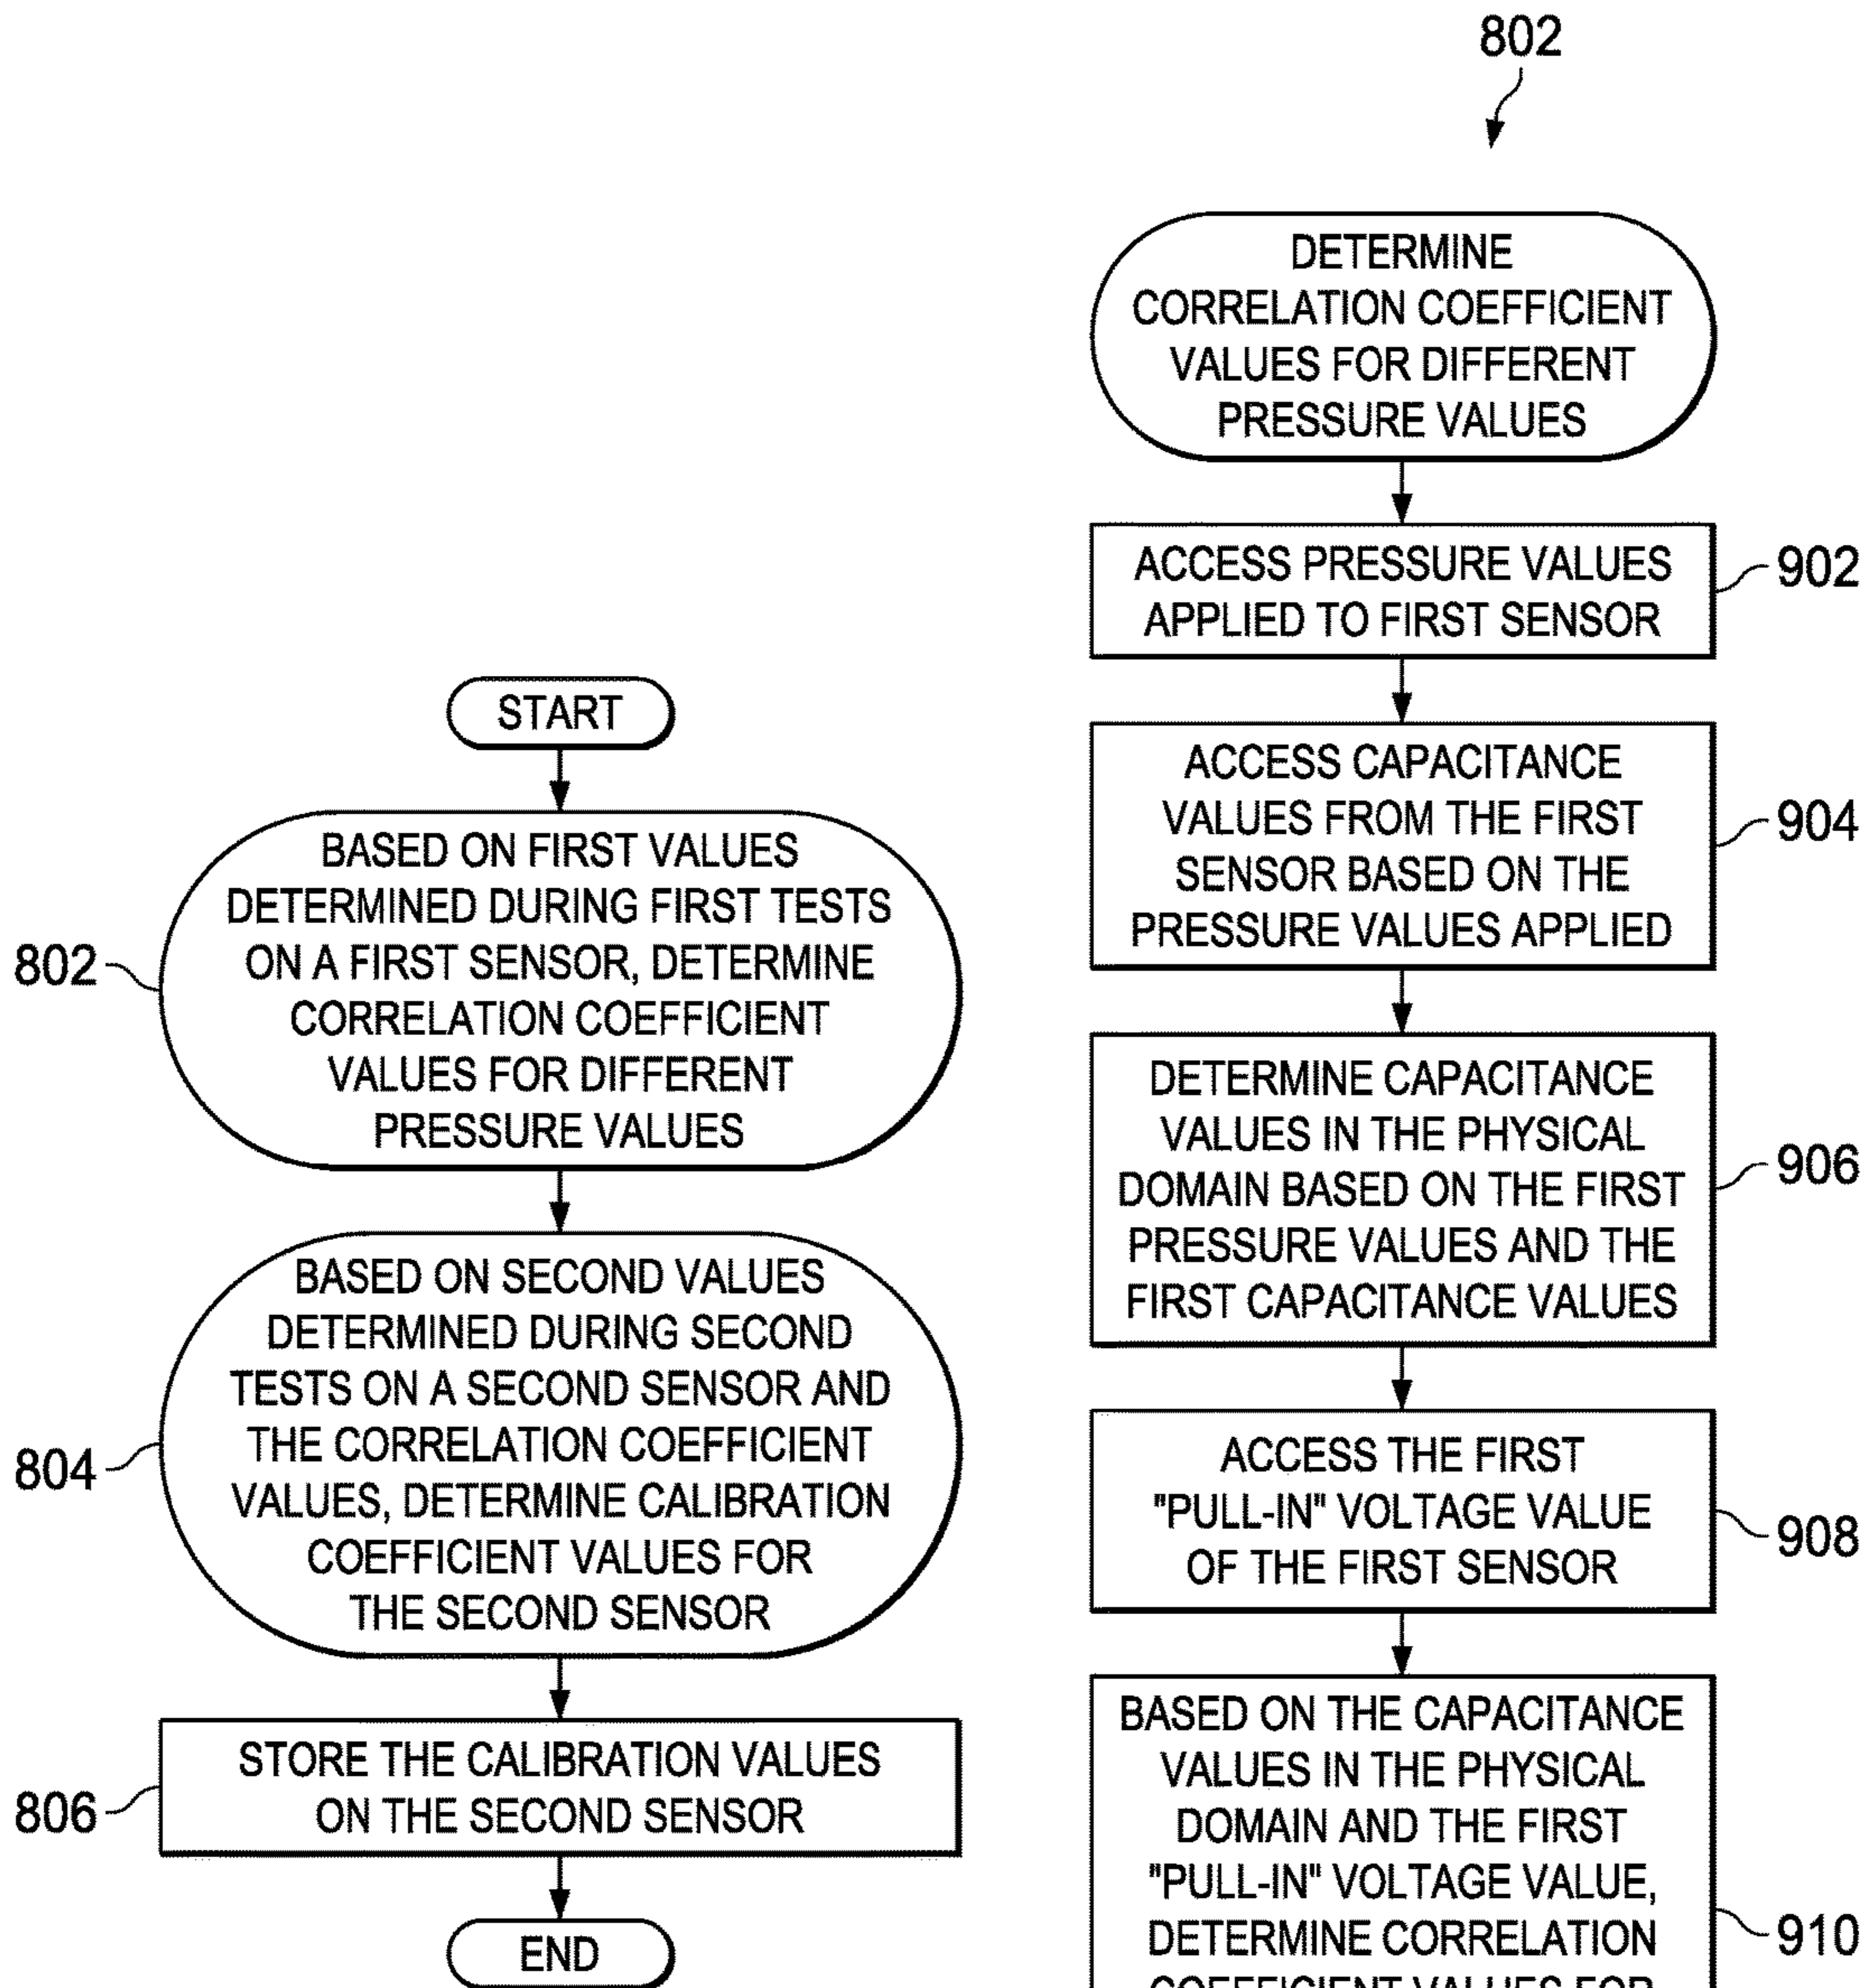 START
802
BASED ON FIRST VALUES
DETERMINED DURING FIRST TESTS
ON A FIRST SENSOR, DETERMINE
CORRELATION COEFFICIENT
VALUES FOR DIFFERENT
PRESSURE VALUES
804
BASED ON SECOND VALUES
DETERMINED DURING SECOND
TESTS ON A SECOND SENSOR AND
THE CORRELATION COEFFICIENT
VALUES, DETERMINE CALIBRATION
COEFFICIENT VALUES FOR
THE SECOND SENSOR
806
STORE THE CALIBRATION VALUES
ON THE SECOND SENSOR
END
802
DETERMINE
CORRELATION COEFFICIENT
VALUES FOR DIFFERENT
PRESSURE VALUES
ACCESS PRESSURE VALUES
APPLIED TO FIRST SENSOR
902
ACCESS CAPACITANCE
VALUES FROM THE FIRST
SENSOR BASED ON THE
PRESSURE VALUES APPLIED
904
DETERMINE CAPACITANCE
VALUES IN THE PHYSICAL
DOMAIN BASED ON THE FIRST
PRESSURE VALUES AND THE
FIRST CAPACITANCE VALUES
906
ACCESS THE FIRST
"PULL-IN" VOLTAGE VALUE
OF THE FIRST SENSOR
908
BASED ON THE CAPACITANCE
VALUES IN THE PHYSICAL
DOMAIN AND THE FIRST
"PULL-IN" VOLTAGE VALUE,
DETERMINE CORRELATION
COEFFICIENT VALUES FOR
910